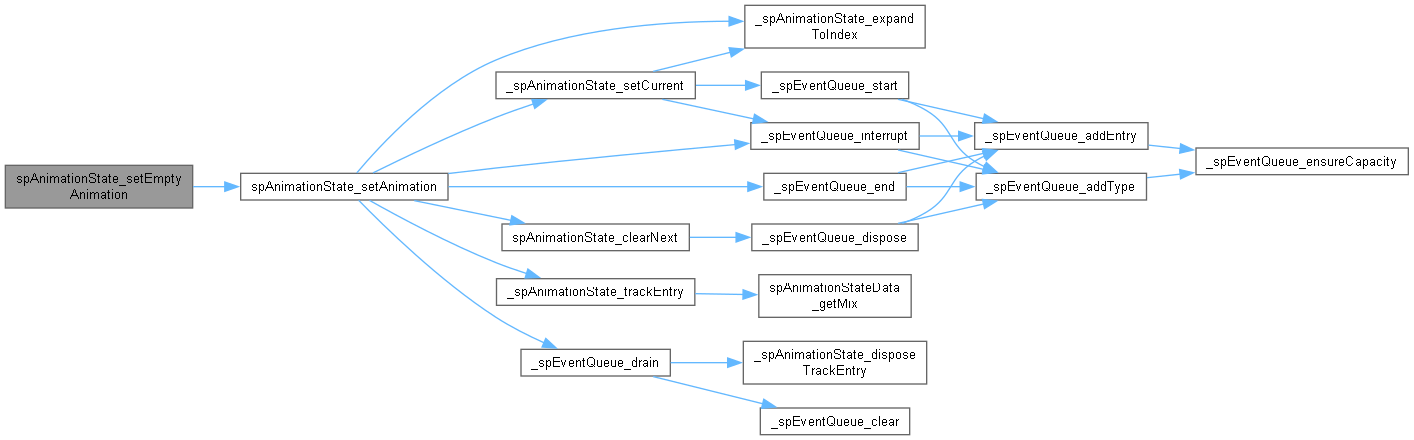 spAnimationState_setEmpty
Animation
spAnimationState_setAnimation
_spAnimationState_expand
ToIndex
_spAnimationState_setCurrent
_spEventQueue_start
_spEventQueue_interrupt
_spEventQueue_end
spAnimationState_clearNext
_spEventQueue_dispose
_spAnimationState_trackEntry
spAnimationStateData
_getMix
_spEventQueue_drain
_spAnimationState_dispose
TrackEntry
_spEventQueue_clear
_spEventQueue_addEntry
_spEventQueue_addType
_spEventQueue_ensureCapacity